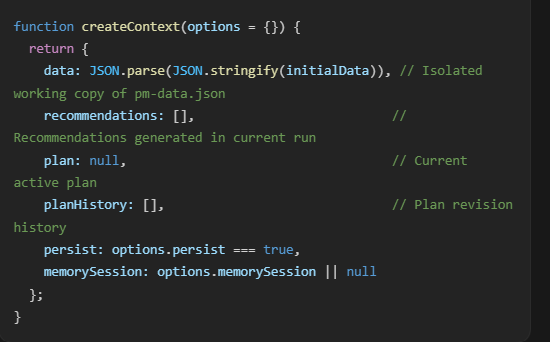 function createContext(options = {}) {
  return {
    data: JSON.parse(JSON.stringify(initialData)), // Isolated
working copy of pm-data.json
    recommendations: [],                         //
Recommendations generated in current run
    plan: null,                                  // Current
active plan
    planHistory: [],                             // Plan revision
history
    persist: options.persist === true,
    memorySession: options.memorySession || null
  };
}